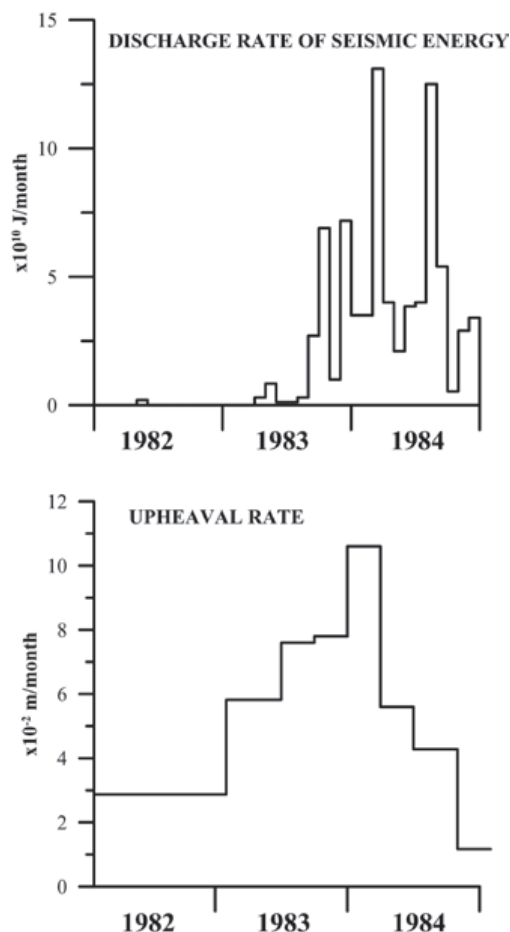 15
DISCHARGE RATE OF SEISMIC ENERGY
10
x10¹⁰ J/month
5
0
1982 1983 1984
12
UPHEAVAL RATE
10
8
6
x10⁻² m/month
4
2
0
1982 1983 1984